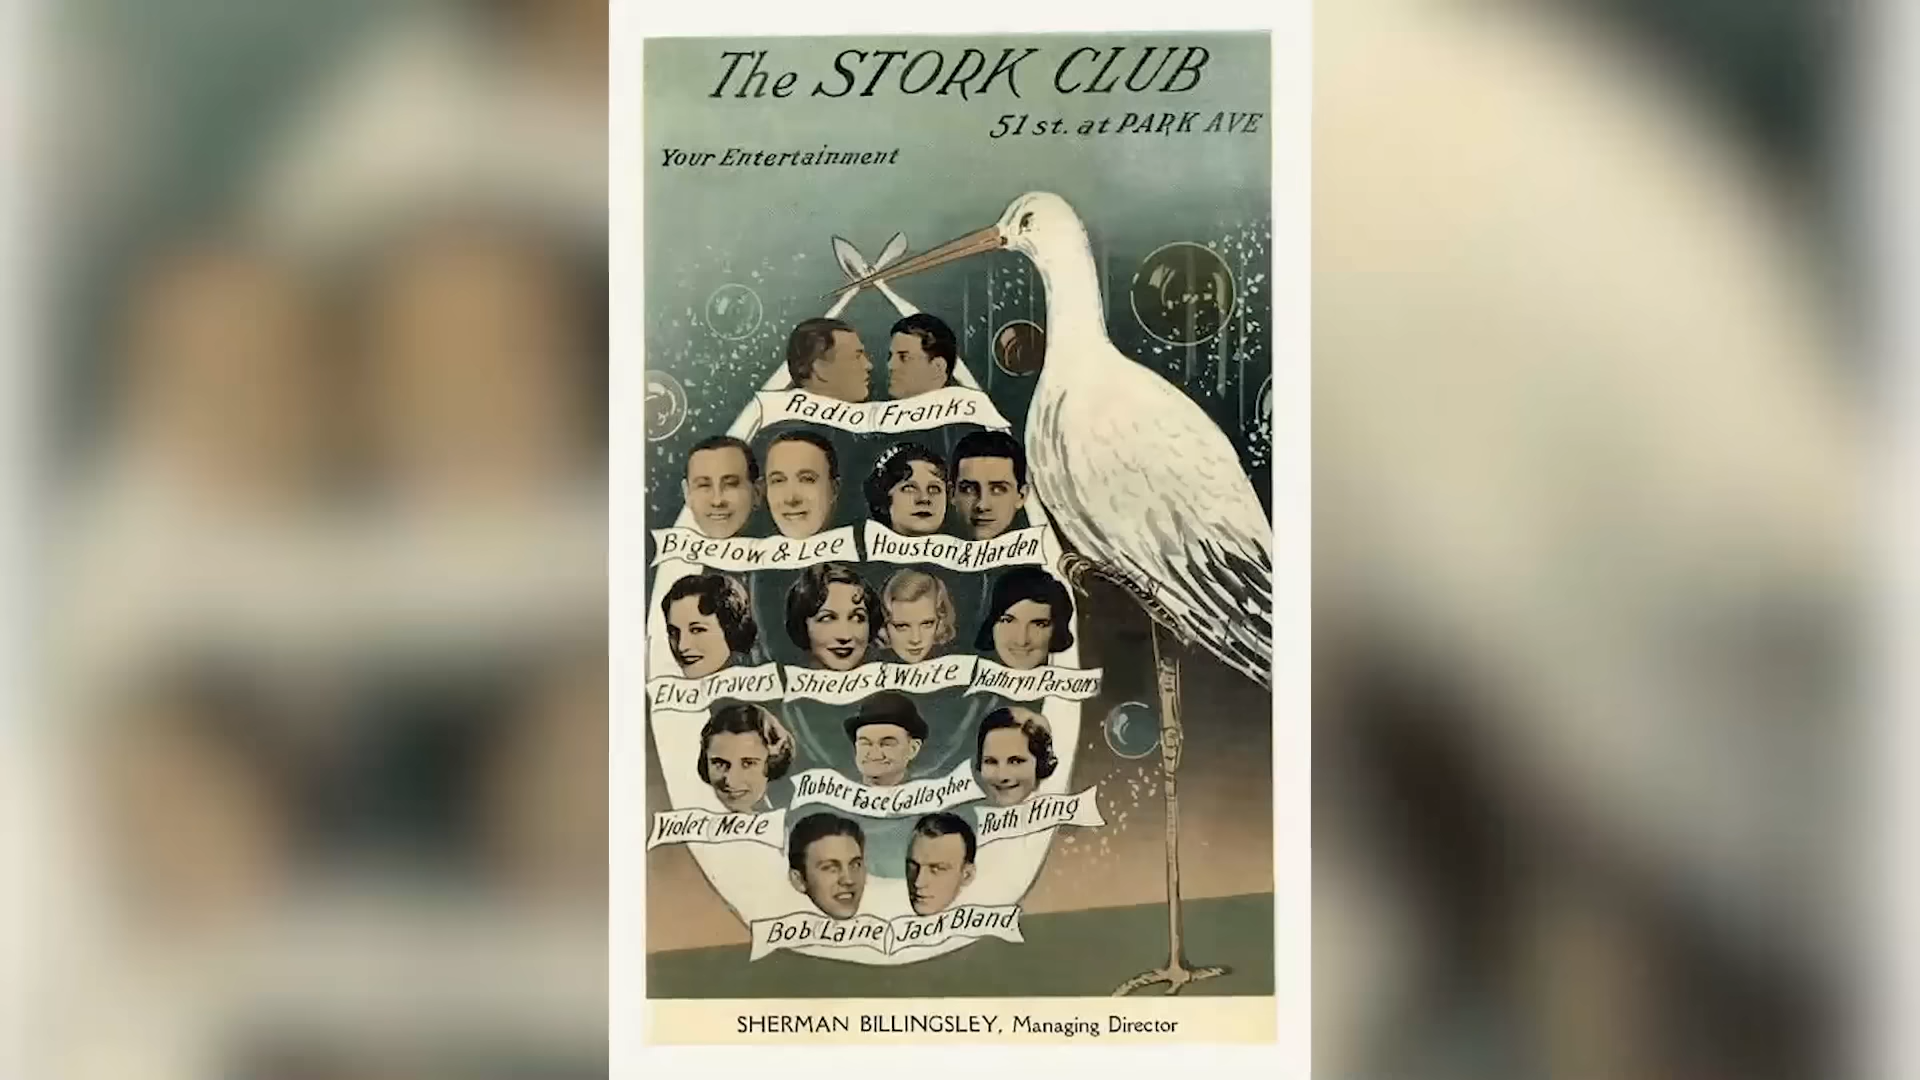 The STORK CLUB
51 st. at PARK AVE
Your Entertainment
Radio Franks
Bigelow & Lee
Houston & Harden
Elva Travers
Shields & White
Kathryn Parsons
Rubber Face Gallagher
Violet Mele
Ruth King
Bob Laine
Jack Bland
SHERMAN BILLINGSLEY, Managing Director